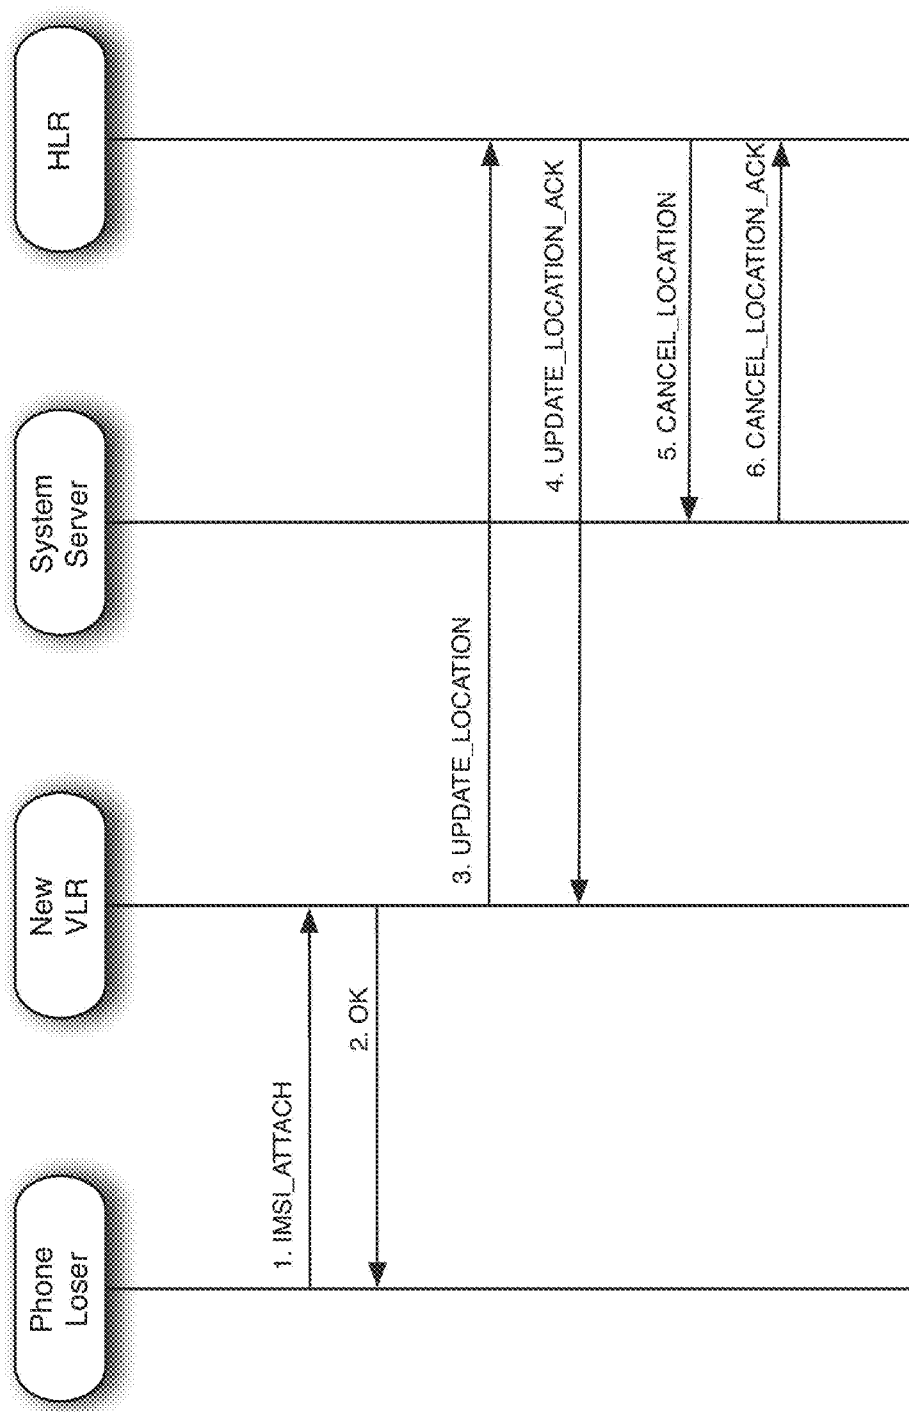 Phone
Loser
New
VLR
System
Server
HLR
1. IMSI_ATTACH
2. OK
3. UPDATE_LOCATION
4. UPDATE_LOCATION_ACK
5. CANCEL_LOCATION
6. CANCEL_LOCATION_ACK